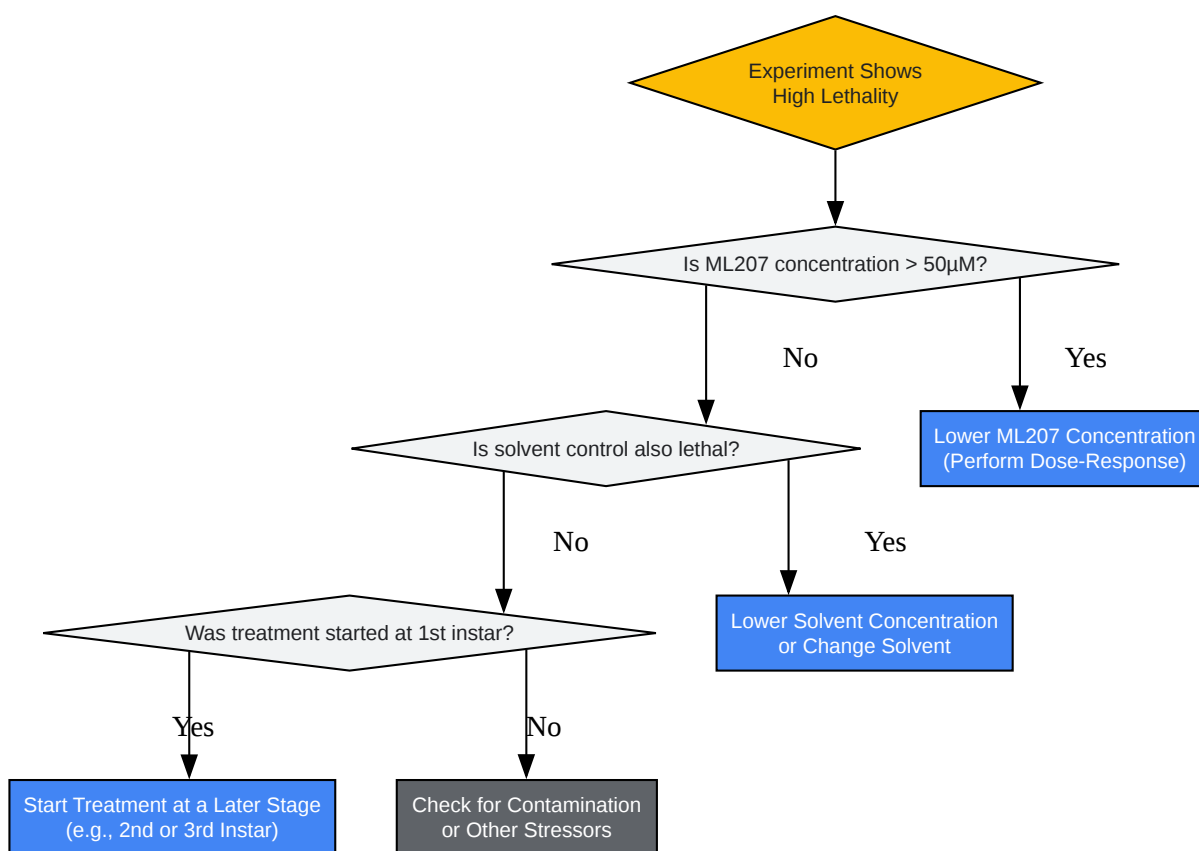 Experiment Shows
High Lethality
Is ML207 concentration > 50µM?
No
Yes
Lower ML207 Concentration
(Perform Dose-Response)
Is solvent control also lethal?
No
Yes
Lower Solvent Concentration
or Change Solvent
Was treatment started at 1st instar?
Yes
No
Start Treatment at a Later Stage
(e.g., 2nd or 3rd Instar)
Check for Contamination
or Other Stressors